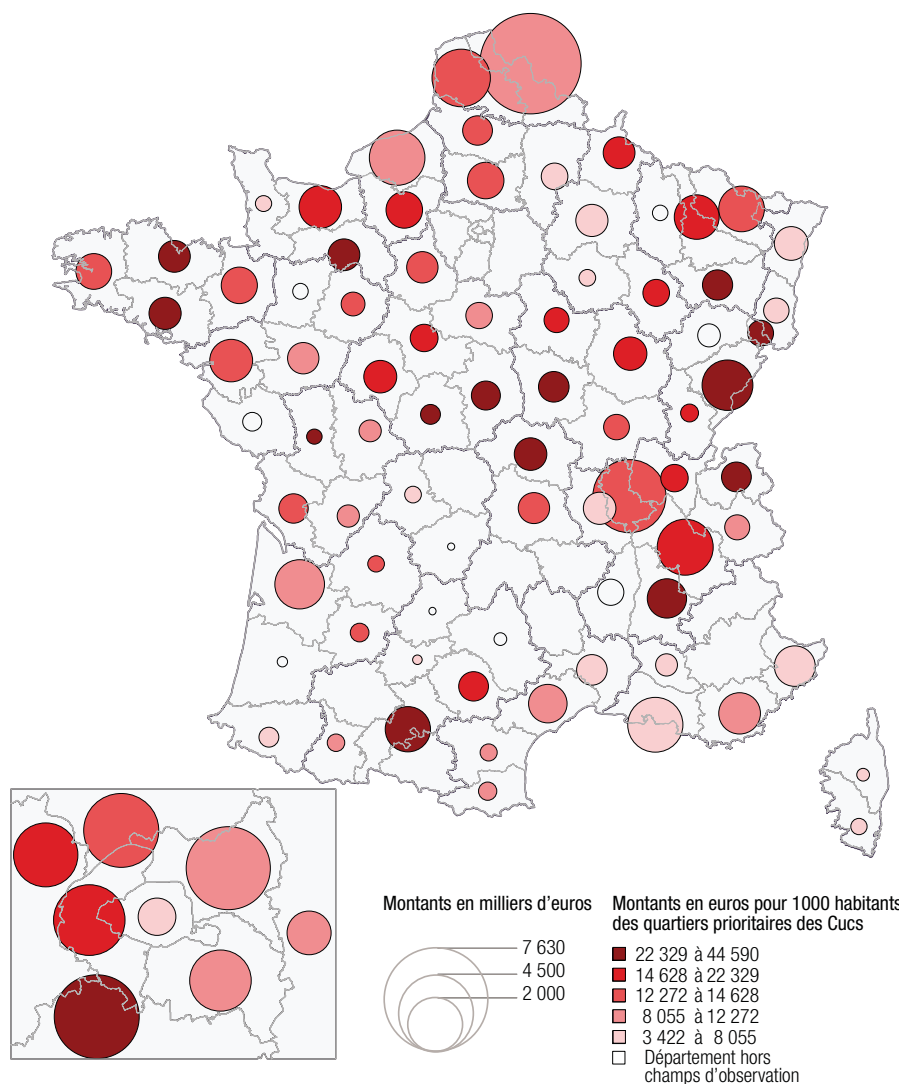 Montants en milliers d'euros
7 630
4 500
2 000
Montants en euros pour 1000 habitants
des quartiers prioritaires des Cucs
22 329 à 44 590
14 628 à 22 329
12 272 à 14 628
8 055 à 12 272
3 422 à 8 055
Département hors
champs d'observation